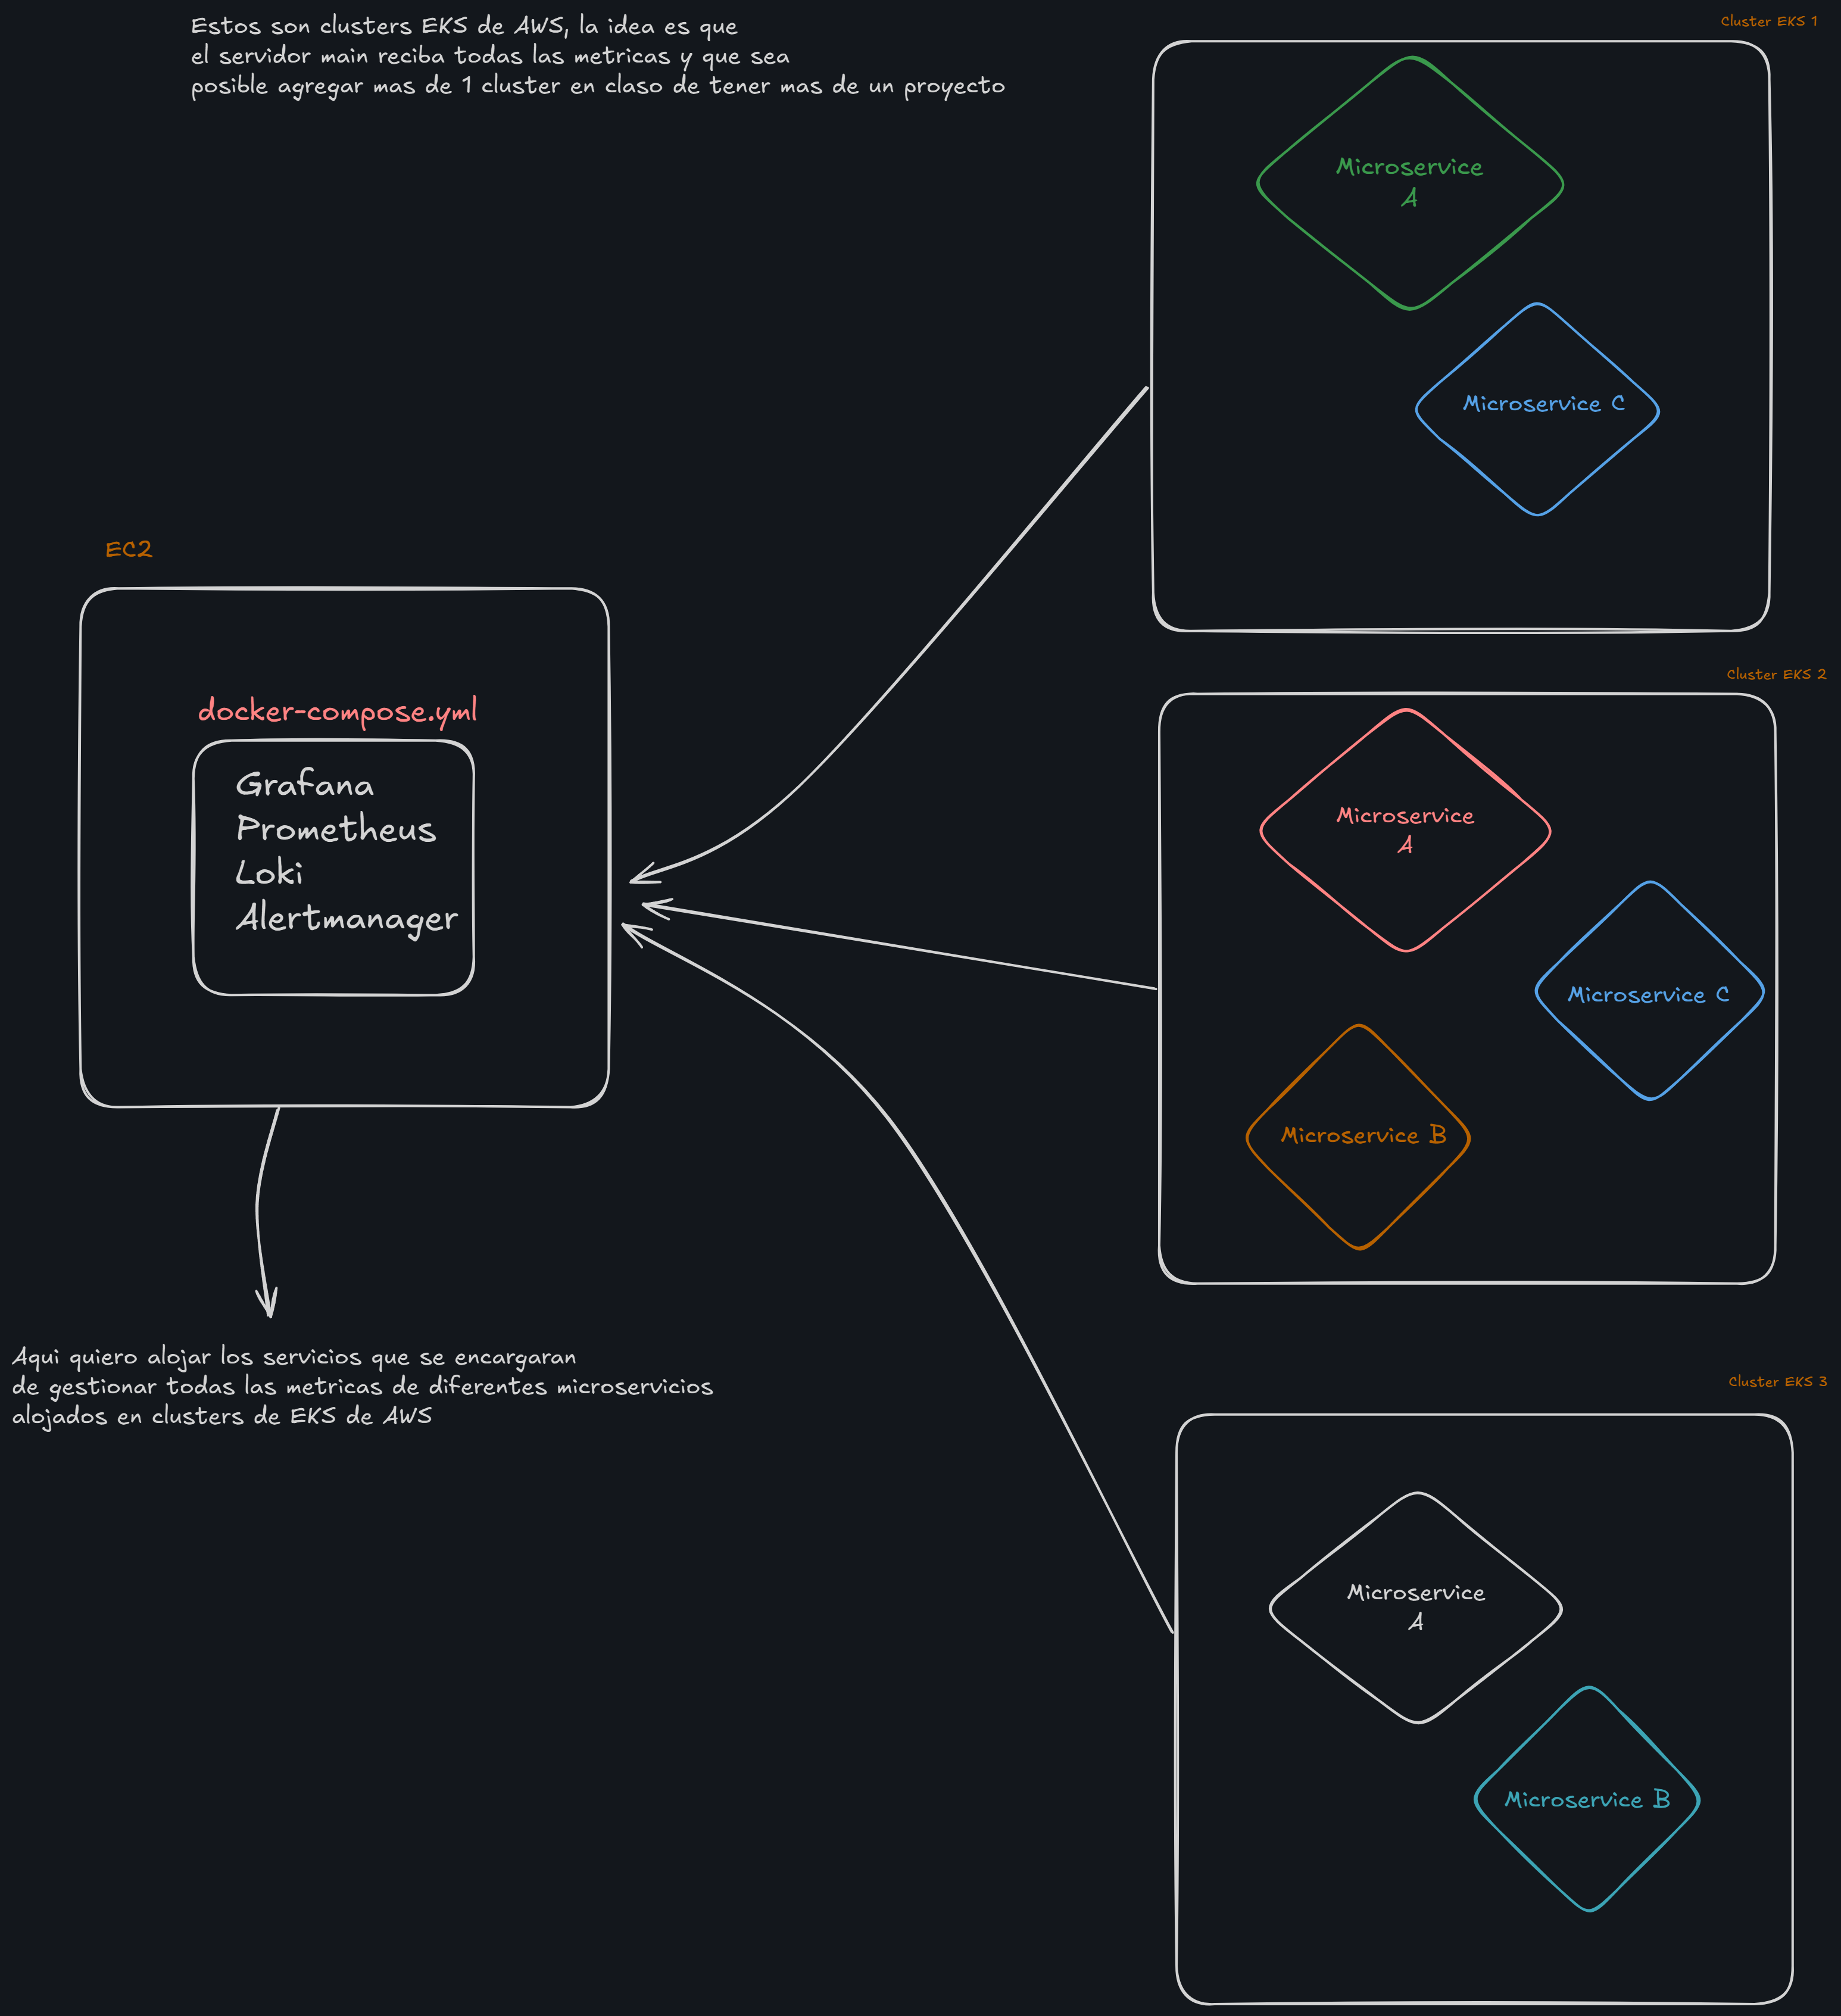 Estos son clusters EKS de AWS, la idea es que
el servidor main reciba todas las metricas y que sea
posible agregar mas de 1 cluster en claso de tener mas de un proyecto
Cluster EKS 1
Microservice
A
Microservice C
EC2
docker-compose.yml
Grafana
Prometheus
Loki
Alertmanager
Cluster EKS 2
Microservice
A
Microservice C
Microservice B
Aqui quiero alojar los servicios que se encargaran
de gestionar todas las metricas de diferentes microservicios
alojados en clusters de EKS de AWS
Cluster EKS 3
Microservice
A
Microservice B